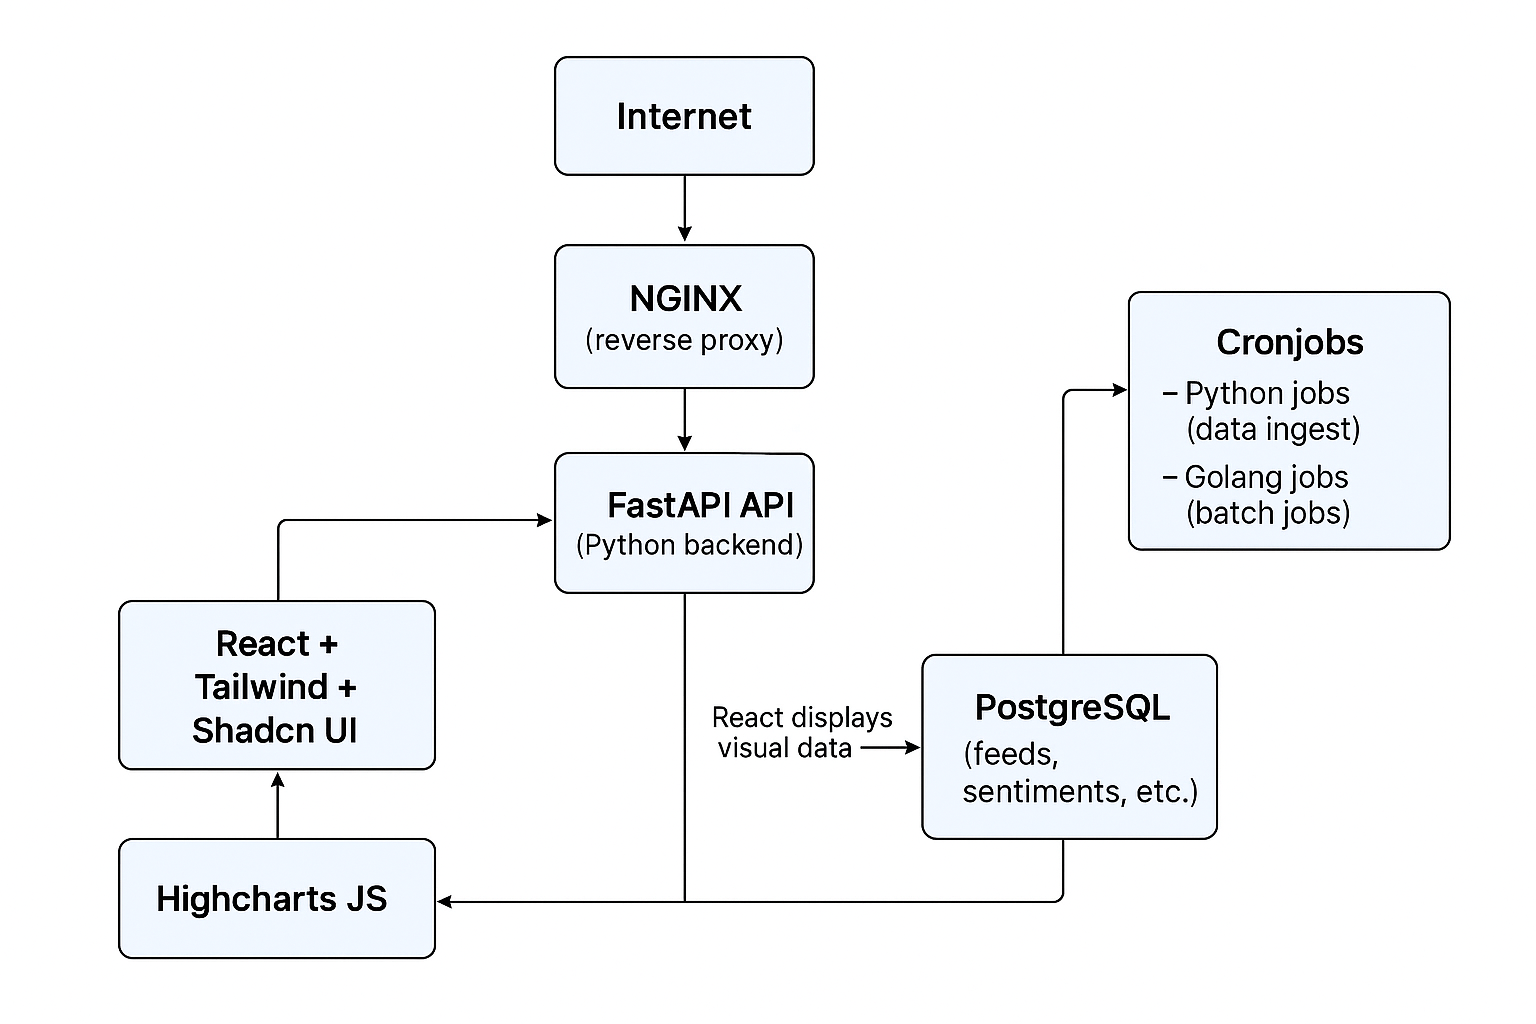 Internet
NGINX
(reverse proxy)
Cronjobs
– Python jobs
(data ingest)
– Golang jobs
(batch jobs)
FastAPI API
(Python backend)
React +
Tailwind +
Shadcn UI
React displays
visual data
PostgreSQL
(feeds,
sentiments, etc.)
Highcharts JS